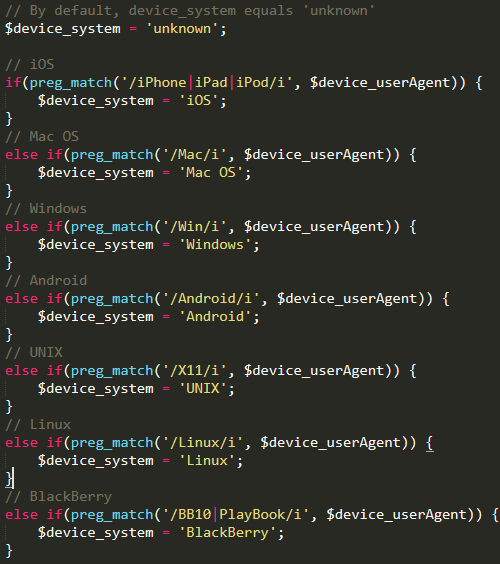 // By default, device_system equals 'unknown'
$device_system = 'unknown';
// iOS
if(preg_match('/iPhone|iPad|iPod/i', $device_userAgent)) {
$device_system = 'iOS';
}
// Mac OS
else if(preg_match('/Mac/i', $device_userAgent)) {
$device_system = 'Mac OS';
}
// Windows
else if(preg_match('/Win/i', $device_userAgent)) {
$device_system = 'Windows';
}
// Android
else if(preg_match('/Android/i', $device_userAgent)) {
$device_system = 'Android';
}
// UNIX
else if(preg_match('/X11/i', $device_userAgent)) {
$device_system = 'UNIX';
}
// Linux
else if(preg_match('/Linux/i', $device_userAgent)) {
$device_system = 'Linux';
}
// BlackBerry
else if(preg_match('/BB10|PlayBook/i', $device_userAgent)) {
$device_system = 'BlackBerry';
}